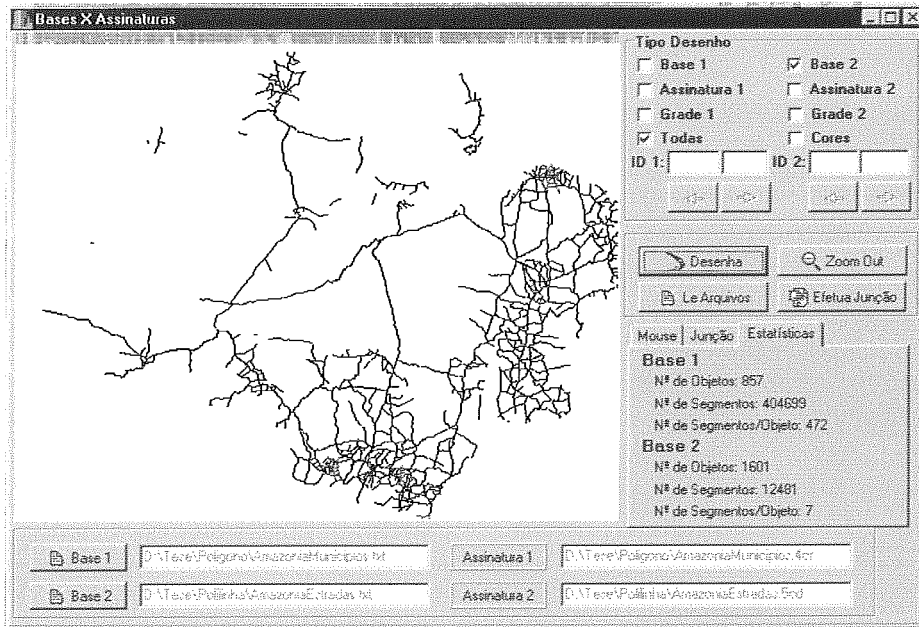 Bases X Assinaturas
Tipo Desenho
Base 1 Base 2
Assinatura 1 Assinatura 2
Grade 1 Grade 2
Todas Cores
ID 1: ID 2:
Desenha Zoom Out
Le Arquivos Efetua Junção
Mouse Junção Estatísticas
Base 1
Nº de Objetos: 857
Nº de Segmentos: 404699
Nº de Segmentos/Objeto: 472
Base 2
Nº de Objetos: 1601
Nº de Segmentos: 12481
Nº de Segmentos/Objeto: 7
Base 1 D:\Tese\Poligono\AmazoniaMunicipios.txt Assinatura 1 D:\Tese\Poligono\AmazoniaMunicipios.4cr
Base 2 D:\Tese\Polilinha\AmazoniaEstradas.txt Assinatura 2